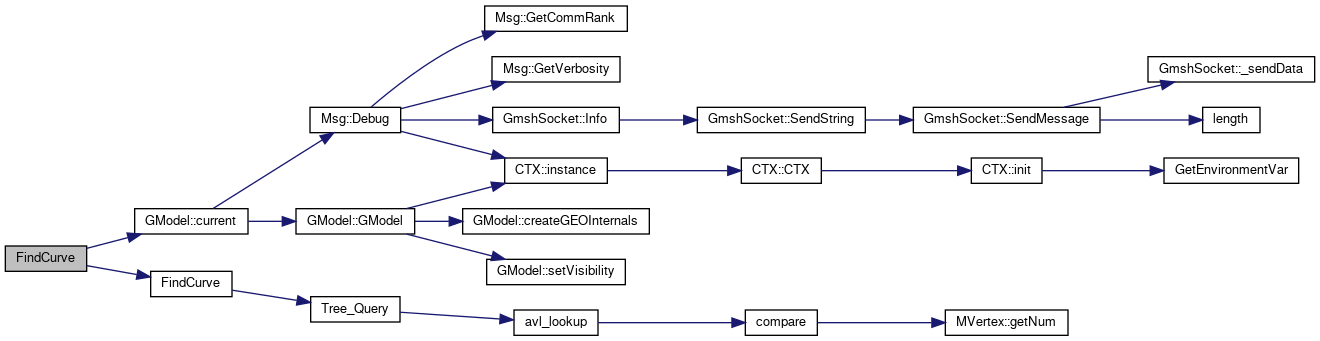 Msg::GetCommRank
Msg::GetVerbosity
GmshSocket::_sendData
Msg::Debug
GmshSocket::Info
GmshSocket::SendString
GmshSocket::SendMessage
length
CTX::instance
CTX::CTX
CTX::init
GetEnvironmentVar
GModel::current
GModel::GModel
GModel::createGEOInternals
FindCurve
GModel::setVisibility
FindCurve
Tree_Query
avl_lookup
compare
MVertex::getNum